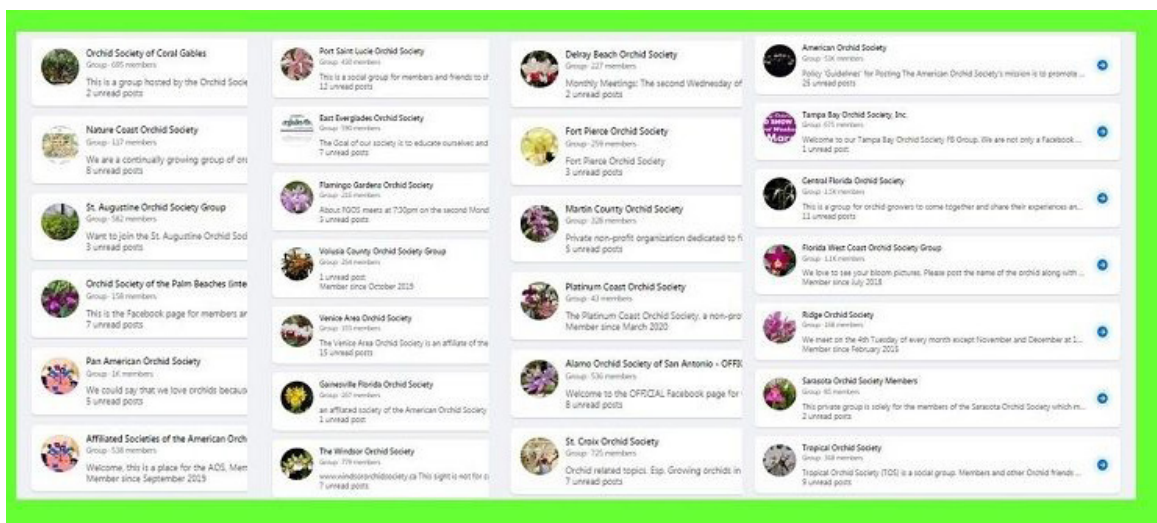 Orchid Society of Coral Gables
Group · 695 members
This is a group hosted by the Orchid Socie
2 unread posts
Nature Coast Orchid Society
Group · 117 members
We are a continually growing group of orc
8 unread posts
St. Augustine Orchid Society Group
Group · 562 members
Want to join the St. Augustine Orchid Soci
3 unread posts
Orchid Society of the Palm Beaches (inte
Group · 158 members
This is the Facebook page for members ar
7 unread posts
Pan American Orchid Society
Group · 1K members
We could say that we love orchids becaus
5 unread posts
Affiliated Societies of the American Orch
Group · 538 members
Welcome, this is a place for the AOS, Mem
Member since September 2019
Port Saint Lucie Orchid Society
Group · 430 members
This is a social group for members and friends to sh
12 unread posts
East Everglades Orchid Society
Group · 590 members
The Goal of our society is to educate ourselves and
7 unread posts
Flamingo Gardens Orchid Society
Group · members
About FGOS meets at 7:30pm on the second Mond
3 unread posts
Volusia County Orchid Society Group
Group · 254 members
1 unread post
Member since October 2019
Venice Area Orchid Society
Group · members
The Venice Area Orchid Society is an affiliate of the
15 unread posts
Gainesville Florida Orchid Society
Group · members
an affliated society of the American Orchid Society
1 unread post
The Windsor Orchid Society
Group · 779 members
www.windsororchidsociety.ca This sight is not for c
7 unread posts
Delray Beach Orchid Society
Group · 227 members
Monthly Meetings: The second Wednesday of
2 unread posts
Fort Pierce Orchid Society
Group · 259 members
Fort Pierce Orchid Society
3 unread posts
Martin County Orchid Society
Group · 328 members
Private non-profit organization dedicated to f
5 unread posts
Platinum Coast Orchid Society
Group · 43 members
The Platinum Coast Orchid Society, a non-pro
Member since March 2020
Alamo Orchid Society of San Antonio - OFFI
Group · 536 members
Welcome to the OFFICIAL Facebook page for
8 unread posts
St. Croix Orchid Society
Group · 725 members
Orchid related topics. Esp. Growing orchids in
7 unread posts
American Orchid Society
Group · members
Policy 'Guidelines' for Posting The American Orchid Society's mission is to promote ...
25 unread posts
Tampa Bay Orchid Society, Inc.
Group · 675 members
Welcome to our Tampa Bay Orchid Society FB Group. We are not only a Facebook ...
1 unread post
Central Florida Orchid Society
Group · members
This is a group for orchid growers to come together and share their experiences an...
11 unread posts
Florida West Coast Orchid Society Group
Group · 1.1K members
We love to see your bloom pictures. Please post the name of the orchid along with ...
Member since July 2018
Ridge Orchid Society
Group · 168 members
We meet on the 4th Tuesday of every month except November and December at 1...
Member since February 2015
Sarasota Orchid Society Members
Group · members
This private group is solely for the members of the Sarasota Orchid Society which m...
2 unread posts
Tropical Orchid Society
Group · 368 members
Tropical Orchid Society (TOS) is a social group. Members and other Orchid friends ...
9 unread posts